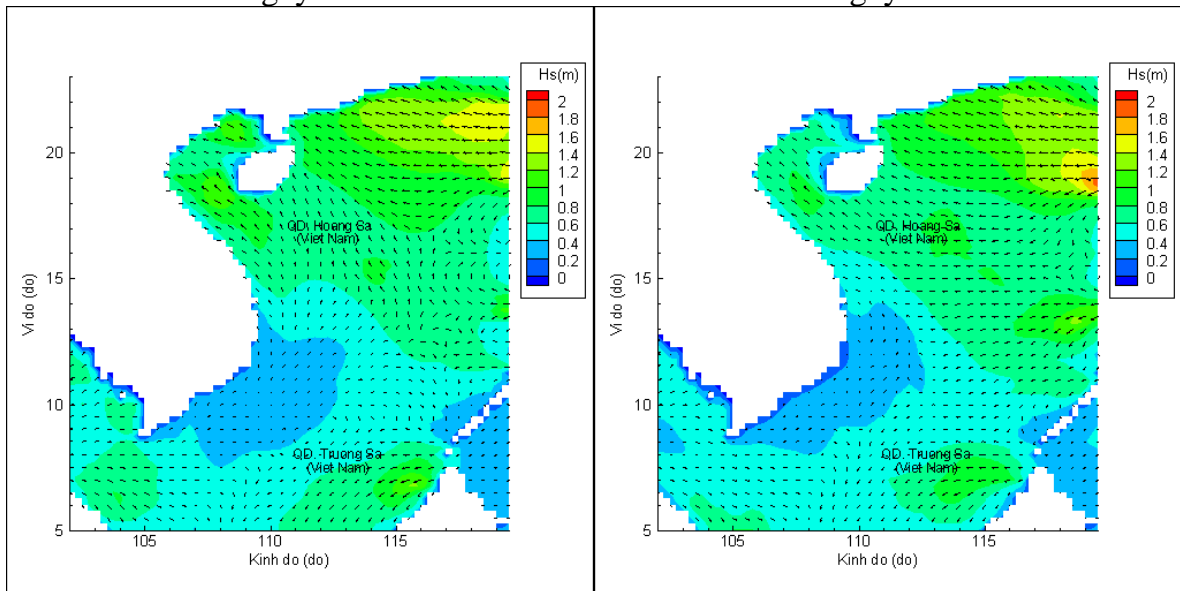 Hs(m)
2
1.8
1.6
1.4
1.2
1
0.8
0.6
0.4
0.2
0
20
15
10
5
Vi do (do)
QD. Hoang Sa
(Viet Nam)
QD. Truong Sa
(Viet Nam)
105
110
115
Kinh do (do)
Hs(m)
2
1.8
1.6
1.4
1.2
1
0.8
0.6
0.4
0.2
0
20
15
10
5
Vi do (do)
QD. Hoang Sa
(Viet Nam)
QD. Truong Sa
(Viet Nam)
105
110
115
Kinh do (do)